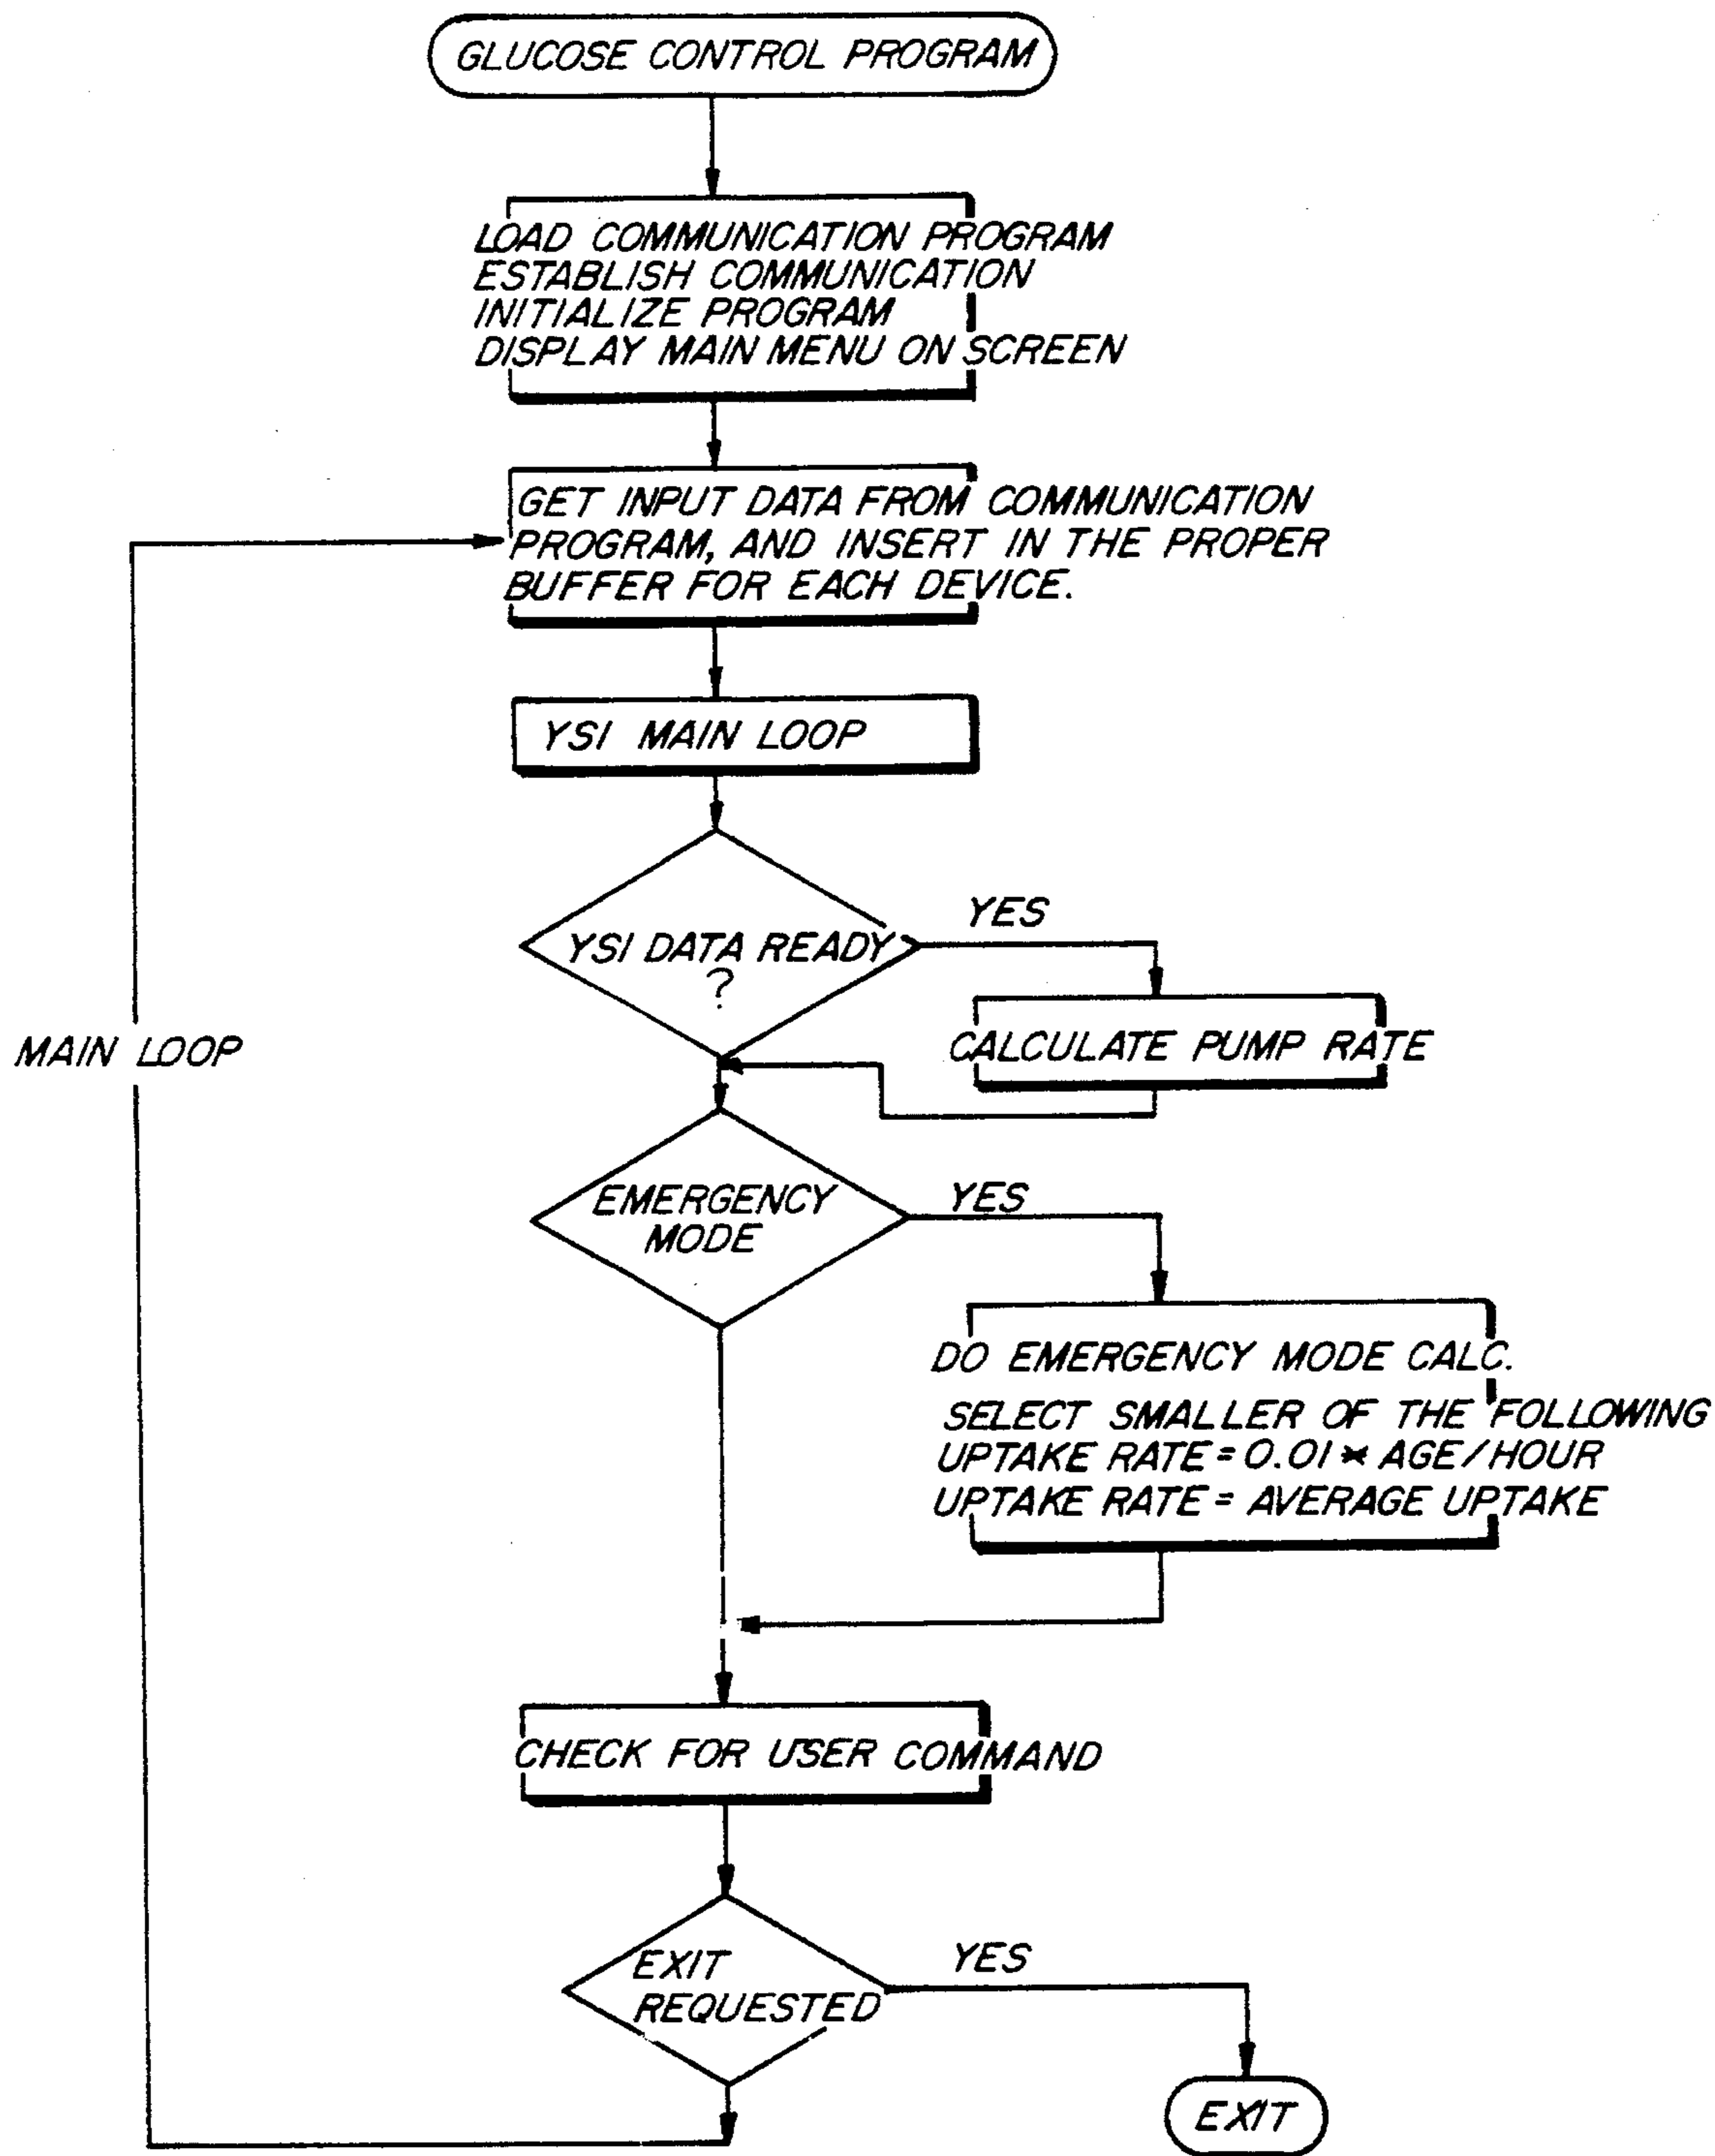 GLUCOSE CONTROL PROGRAM
LOAD COMMUNICATION PROGRAM
ESTABLISH COMMUNICATION
INITIALIZE PROGRAM
DISPLAY MAIN MENU ON SCREEN
GET INPUT DATA FROM COMMUNICATION
PROGRAM, AND INSERT IN THE PROPER
BUFFER FOR EACH DEVICE.
YSI MAIN LOOP
YSI DATA READY
?
YES
CALCULATE PUMP RATE
MAIN LOOP
EMERGENCY
MODE
YES
DO EMERGENCY MODE CALC.
SELECT SMALLER OF THE FOLLOWING
UPTAKE RATE = 0.01 * AGE/HOUR
UPTAKE RATE = AVERAGE UPTAKE
CHECK FOR USER COMMAND
EXIT
REQUESTED
YES
EXIT